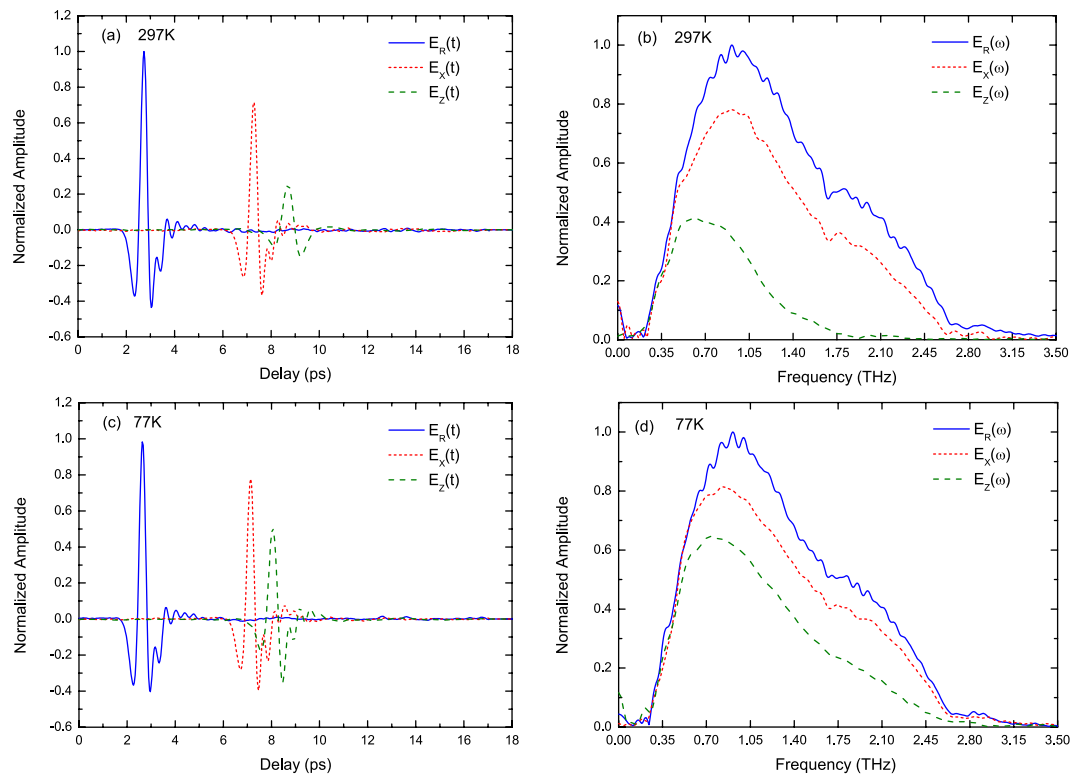 (a) 297K
E_R(t)
E_X(t)
E_Z(t)
Normalized Amplitude
1.2
1.0
0.8
0.6
0.4
0.2
0.0
-0.2
-0.4
-0.6
0 2 4 6 8 10 12 14 16 18
Delay (ps)
(b) 297K
E_R(ω)
E_X(ω)
E_Z(ω)
Normalized Amplitude
1.0
0.8
0.6
0.4
0.2
0.0
0.00 0.35 0.70 1.05 1.40 1.75 2.10 2.45 2.80 3.15 3.50
Frequency (THz)
(c) 77K
E_R(t)
E_X(t)
E_Z(t)
Normalized Amplitude
1.2
1.0
0.8
0.6
0.4
0.2
0.0
-0.2
-0.4
-0.6
0 2 4 6 8 10 12 14 16 18
Delay (ps)
(d) 77K
E_R(ω)
E_X(ω)
E_Z(ω)
Normalized Amplitude
1.0
0.8
0.6
0.4
0.2
0.0
0.00 0.35 0.70 1.05 1.40 1.75 2.10 2.45 2.80 3.15 3.50
Frequency (THz)